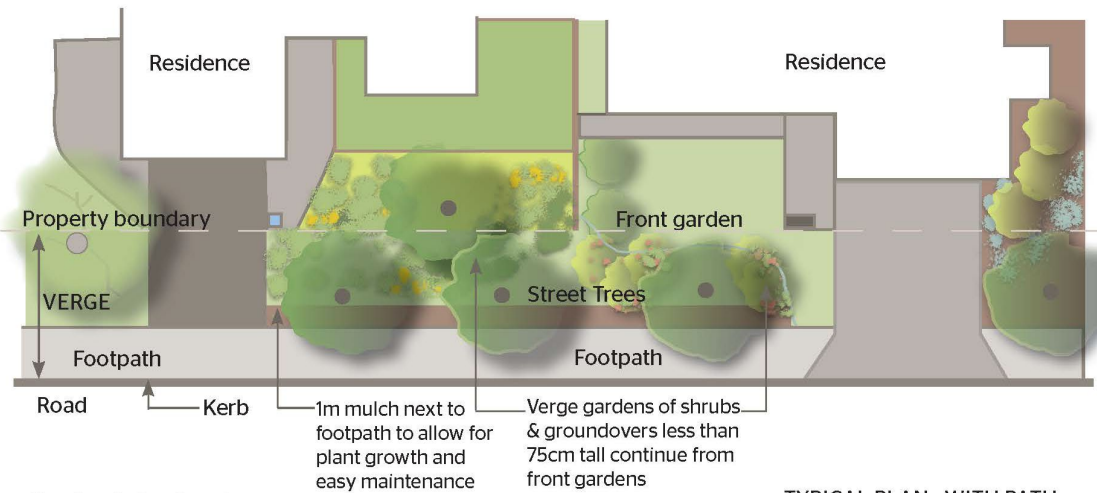 Residence
Residence
Property boundary
Front garden
VERGE
Street Trees
Footpath
Footpath
Road
Kerb
1m mulch next to
footpath to allow for
plant growth and
easy maintenance
Verge gardens of shrubs
& groundovers less than
75cm tall continue from
front gardens